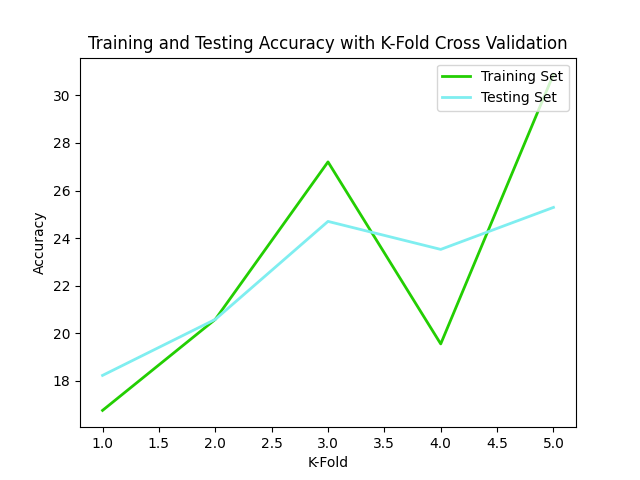 Training and Testing Accuracy with K-Fold Cross Validation
Training Set
Testing Set
30
28
26
24
22
20
18
Accuracy
1.0 1.5 2.0 2.5 3.0 3.5 4.0 4.5 5.0
K-Fold